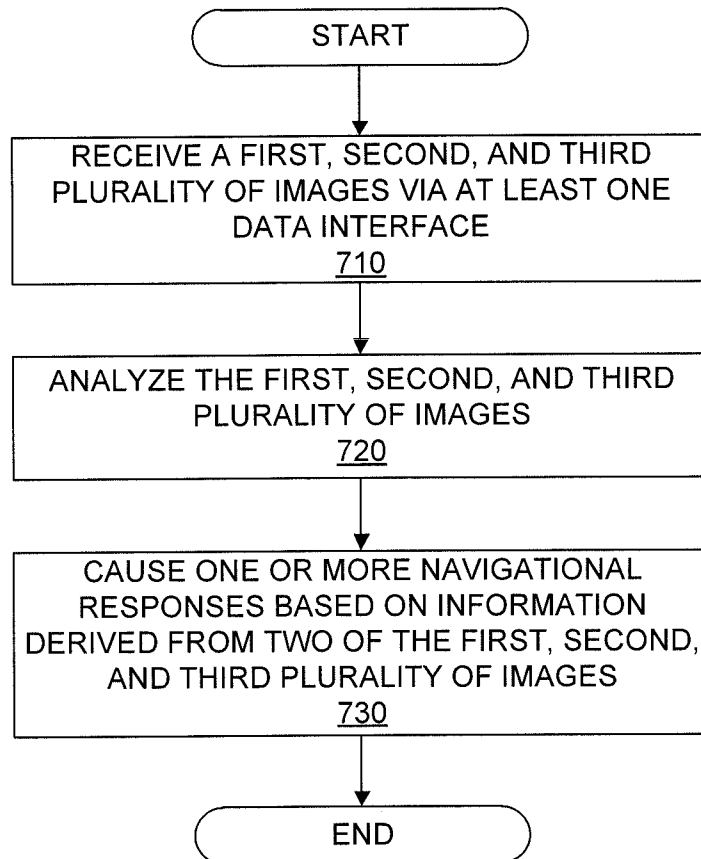 START
RECEIVE A FIRST, SECOND, AND THIRD
PLURALITY OF IMAGES VIA AT LEAST ONE
DATA INTERFACE
710
ANALYZE THE FIRST, SECOND, AND THIRD
PLURALITY OF IMAGES
720
CAUSE ONE OR MORE NAVIGATIONAL
RESPONSES BASED ON INFORMATION
DERIVED FROM TWO OF THE FIRST, SECOND,
AND THIRD PLURALITY OF IMAGES
730
END